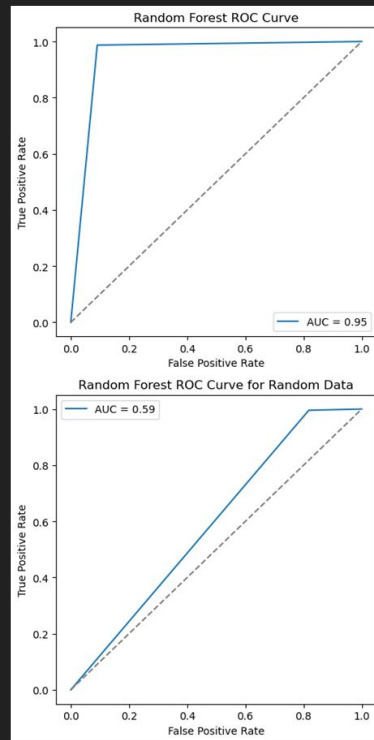 Random Forest ROC Curve
1.0
0.8
0.6
0.4
0.2
0.0
True Positive Rate
AUC = 0.95
0.0 0.2 0.4 0.6 0.8 1.0
False Positive Rate
Random Forest ROC Curve for Random Data
AUC = 0.59
1.0
0.8
0.6
0.4
0.2
0.0
True Positive Rate
0.0 0.2 0.4 0.6 0.8 1.0
False Positive Rate